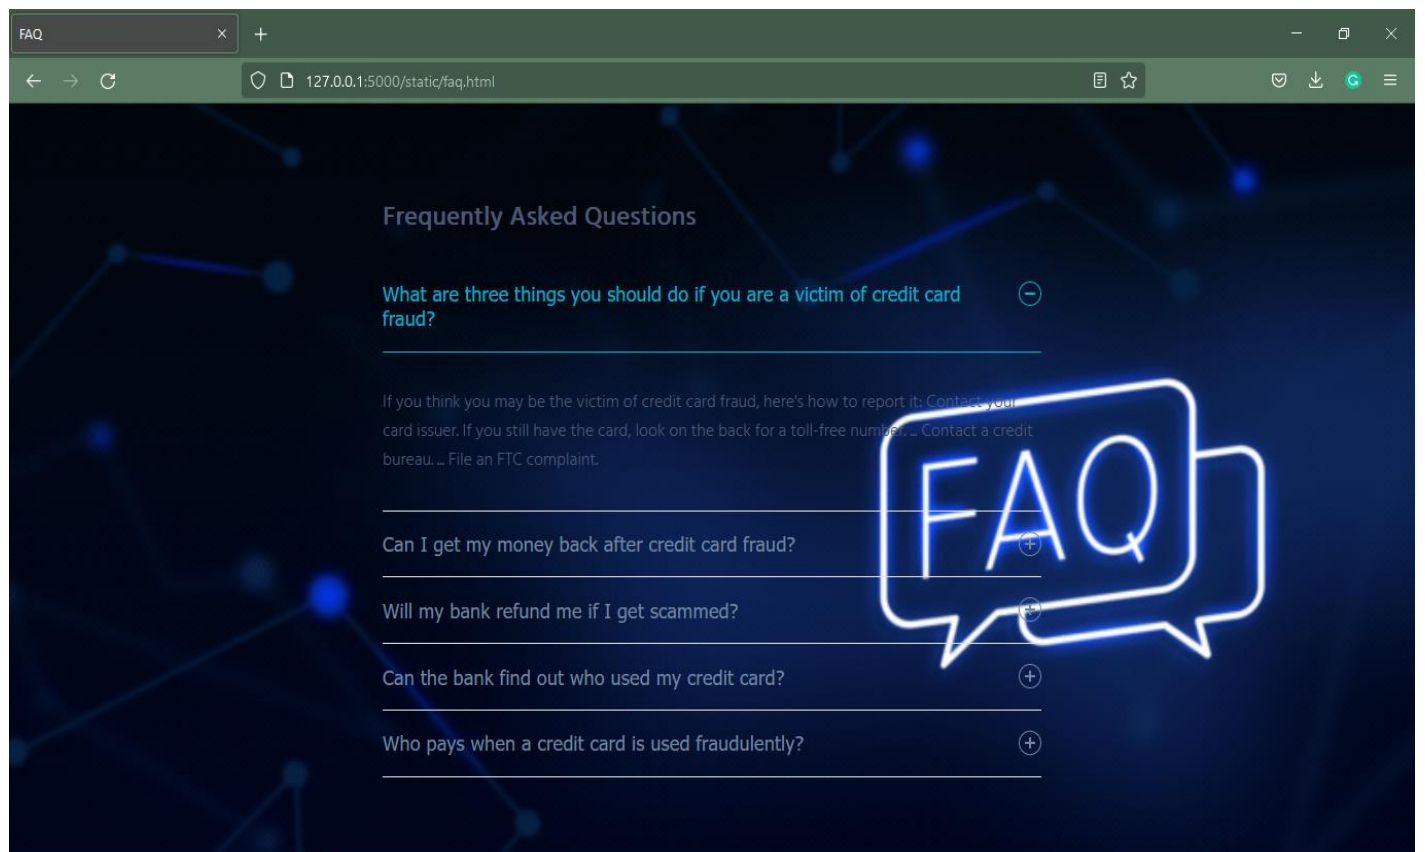 FAQ
127.0.0.1:5000/static/faq.html
Frequently Asked Questions
What are three things you should do if you are a victim of credit card
fraud?
If you think you may be the victim of credit card fraud, here's how to report it: Contact your
card issuer. If you still have the card, look on the back for a toll-free number. ... Contact a credit
bureau. ... File an FTC complaint.
FAQ
Can I get my money back after credit card fraud?
Will my bank refund me if I get scammed?
Can the bank find out who used my credit card?
Who pays when a credit card is used fraudulently?